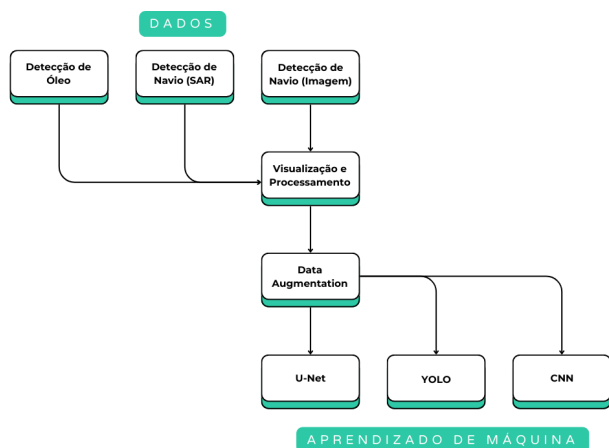 DADOS
Detecção de
Óleo
Detecção de
Navio (SAR)
Detecção de
Navio (Imagem)
Visualização e
Processamento
Data
Augmentation
U-Net
YOLO
CNN
APRENDIZADO DE MÁQUINA